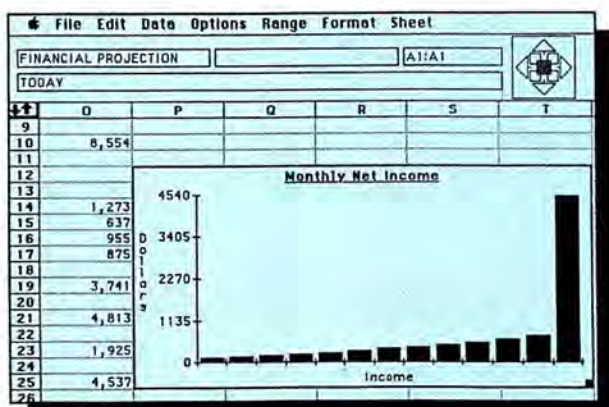 File Edit Data Options Range Format Sheet
FINANCIAL PROJECTION
A1:A1
TODAY
O P Q R S T
9
10 8,554
11
12
13
14 1,273
15 637
16 955
17 875
18
19 3,741
20
21 4,813
22
23 1,925
24
25 4,537
26
Monthly Net Income
Dollars
4540
3405
2270
1135
0
Income